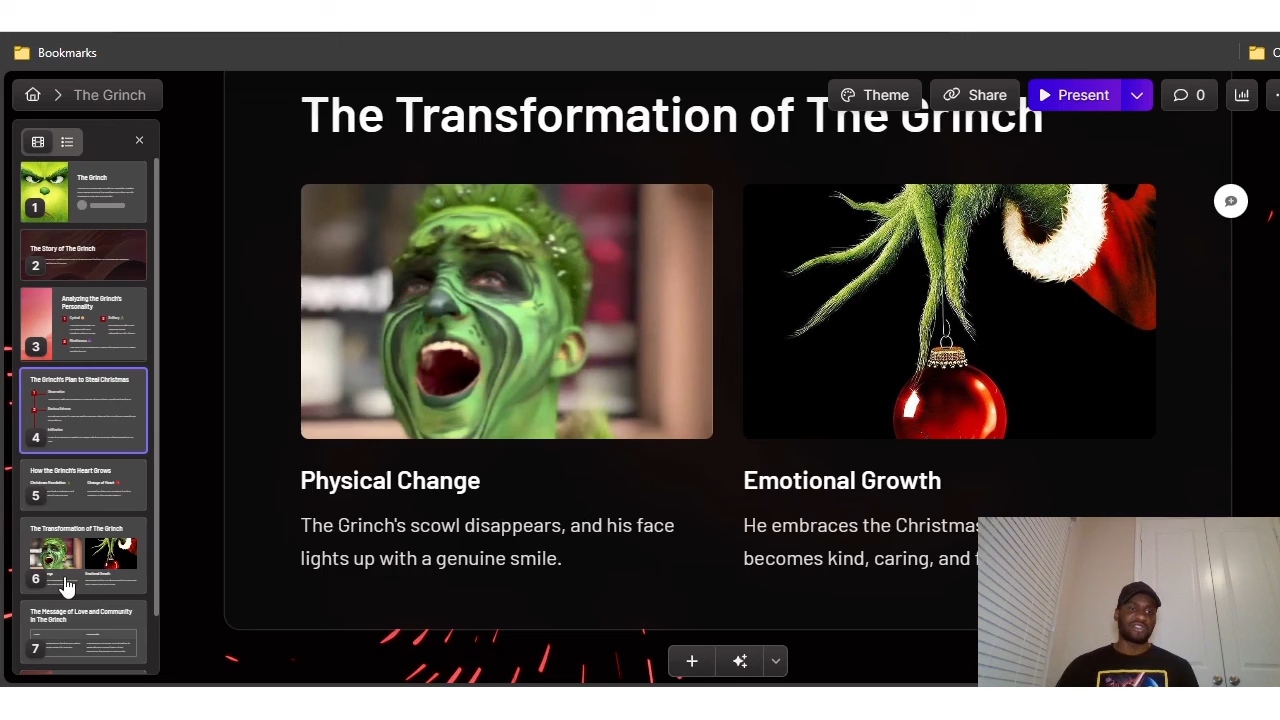 Bookmarks
The Grinch
Theme
Share
Present
0
The Transformation of The Grinch
The Grinch
1
The Story of The Grinch
2
Analyzing the Grinch's
Personality
3
The Grinch's Plan to Steal Christmas
4
How the Grinch's Heart Grows
5
The Transformation of The Grinch
6
The Message of Love and Community
in The Grinch
7
Physical Change
The Grinch's scowl disappears, and his face
lights up with a genuine smile.
Emotional Growth
He embraces the Christmas
becomes kind, caring, and